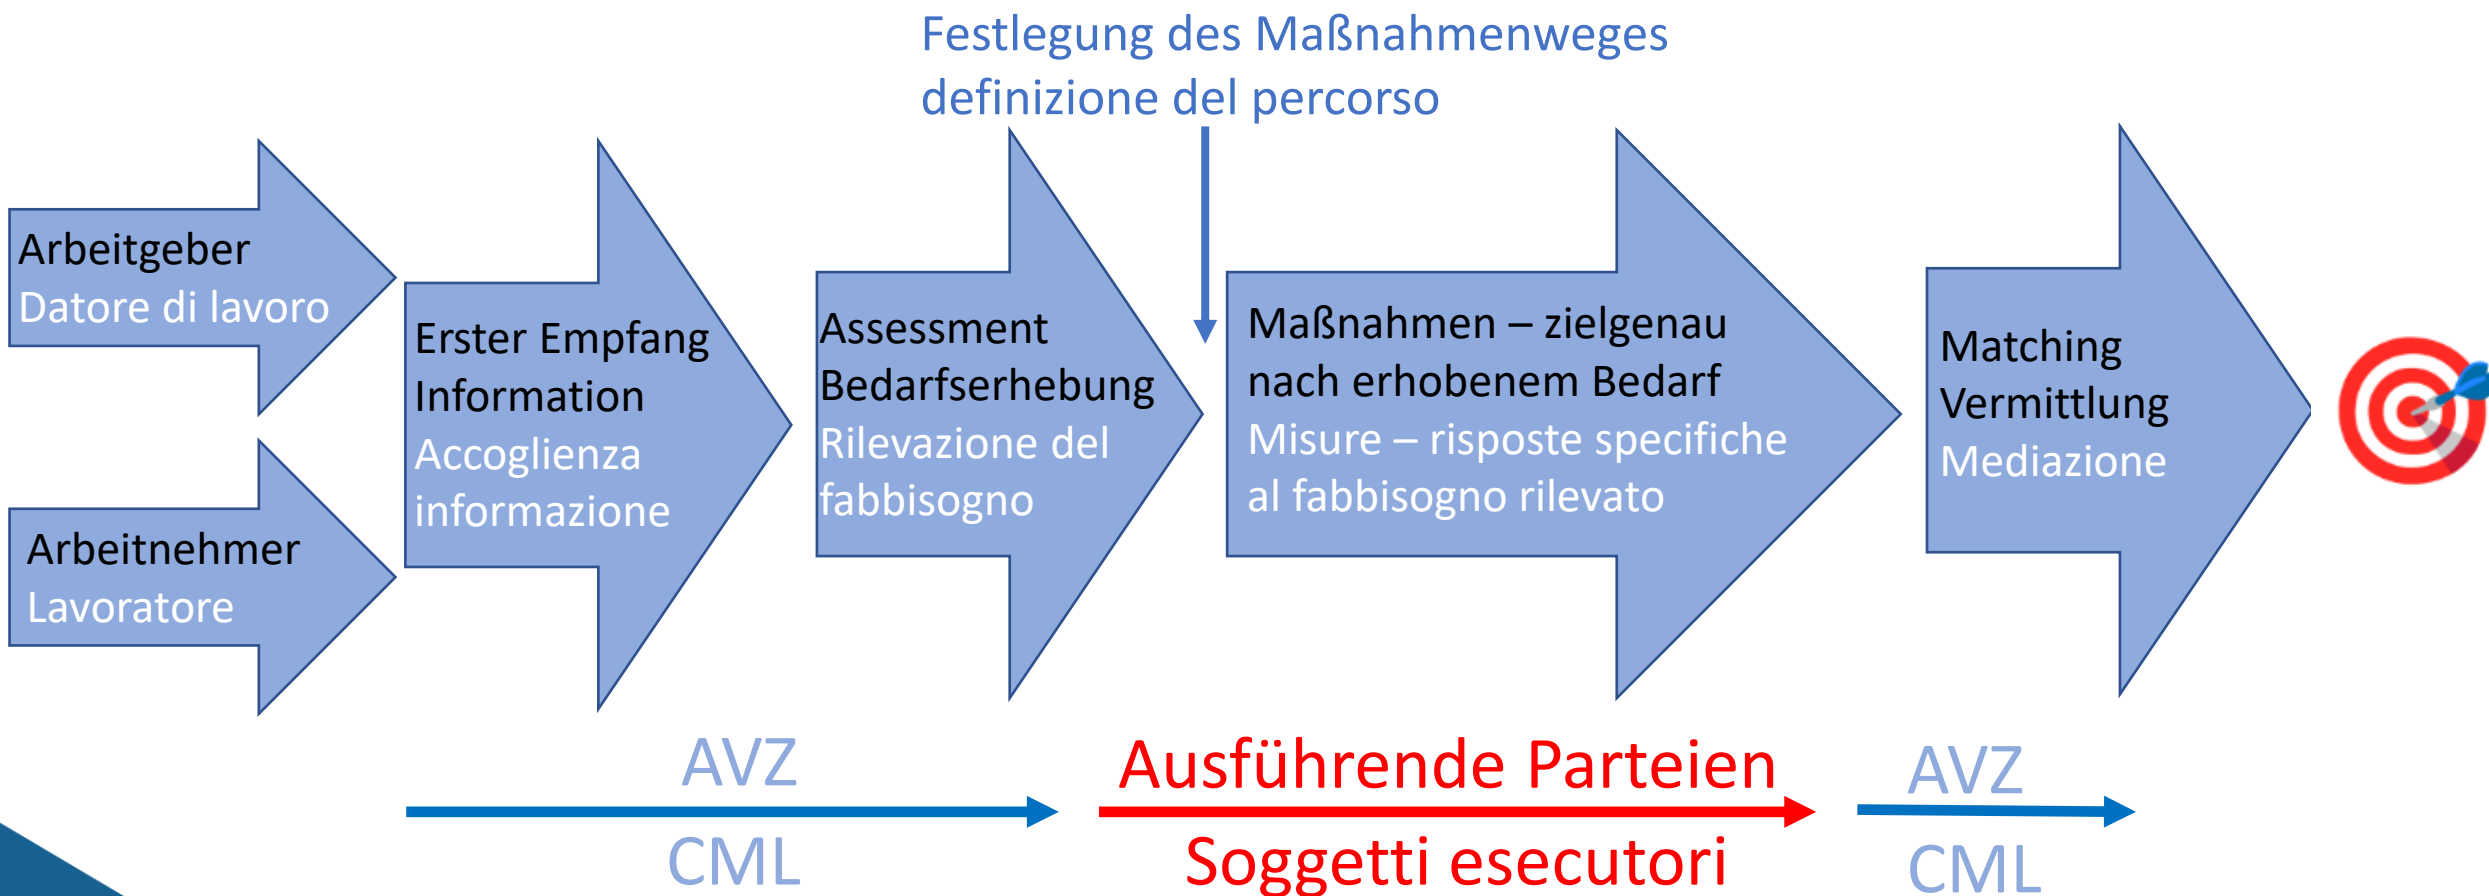 Festlegung des Maßnahmenweges
definizione del percorso
Arbeitgeber
Datore di lavoro
Arbeitnehmer
Lavoratore
Erster Empfang
Information
Accoglienza
informazione
Assessment
Bedarfserhebung
Rilevazione del
fabbisogno
Maßnahmen – zielgenau
nach erhobenem Bedarf
Misure – risposte specifiche
al fabbisogno rilevato
Matching
Vermittlung
Mediazione
AVZ
CML
Ausführende Parteien
Soggetti esecutori
AVZ
CML